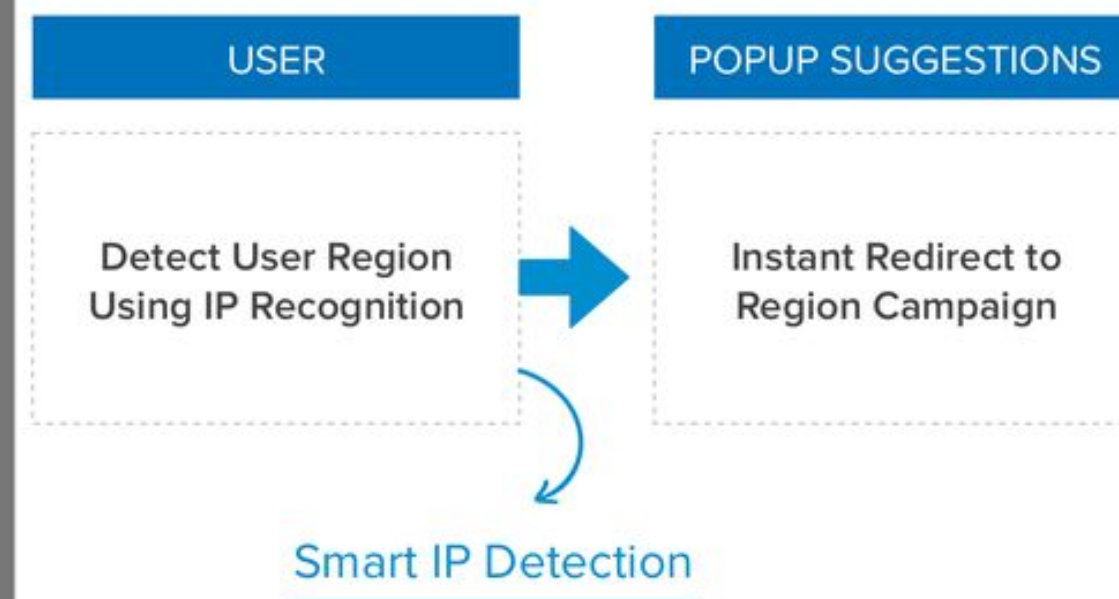 USER
POPUP SUGGESTIONS
Detect User Region
Using IP Recognition
Instant Redirect to
Region Campaign
Smart IP Detection